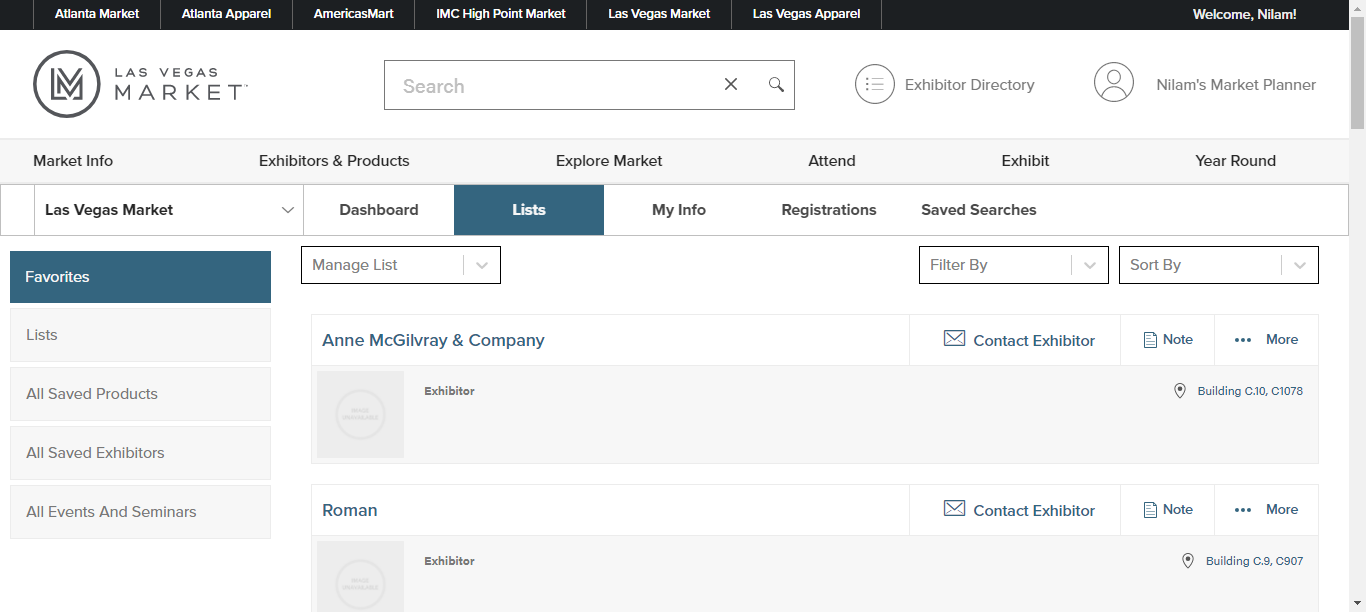 Atlanta Market Atlanta Apparel AmericasMart IMC High Point Market Las Vegas Market Las Vegas Apparel Welcome, Nilam!
LAS VEGAS
MARKET
Search
Exhibitor Directory
Nilam's Market Planner
Market Info Exhibitors & Products Explore Market Attend Exhibit Year Round
Las Vegas Market Dashboard Lists My Info Registrations Saved Searches
Favorites
Lists
All Saved Products
All Saved Exhibitors
All Events And Seminars
Manage List Filter By Sort By
Anne McGilvray & Company Contact Exhibitor Note More
IMAGE
UNAVAILABLE
Exhibitor Building C.10, C1078
Roman Contact Exhibitor Note More
IMAGE
UNAVAILABLE
Exhibitor Building C.9, C907